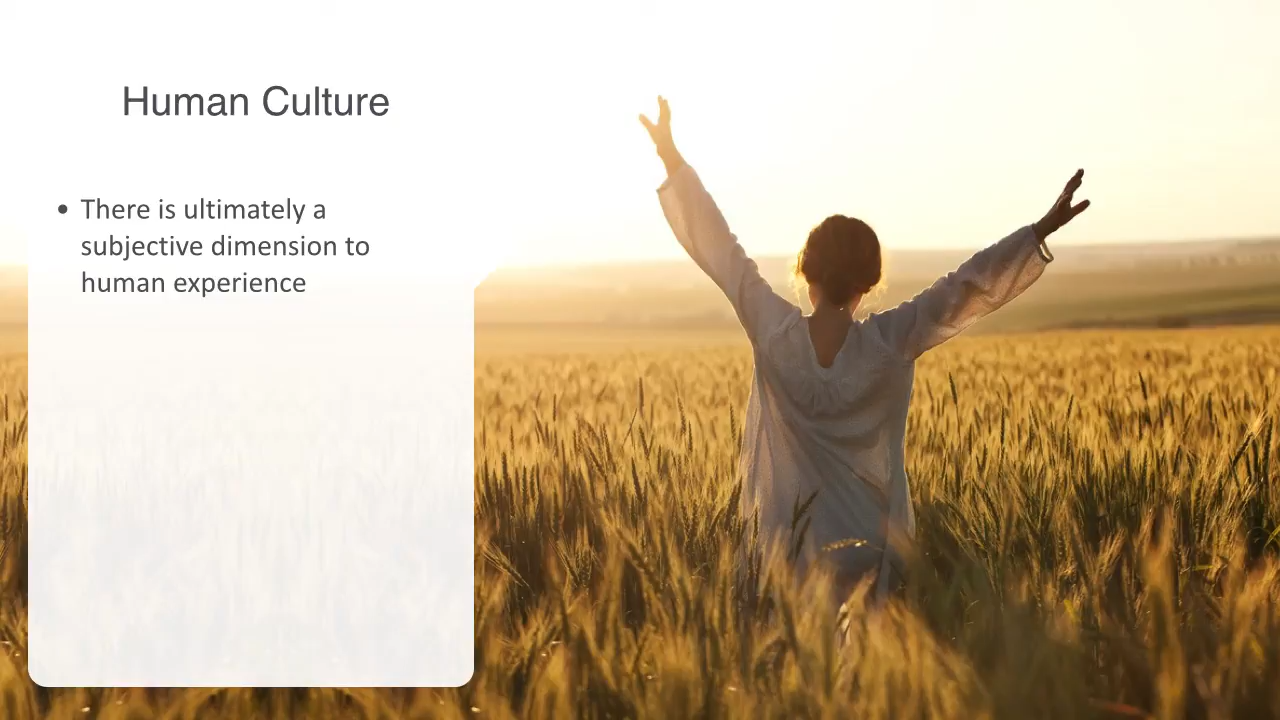 Human Culture
• There is ultimately a
subjective dimension to
human experience